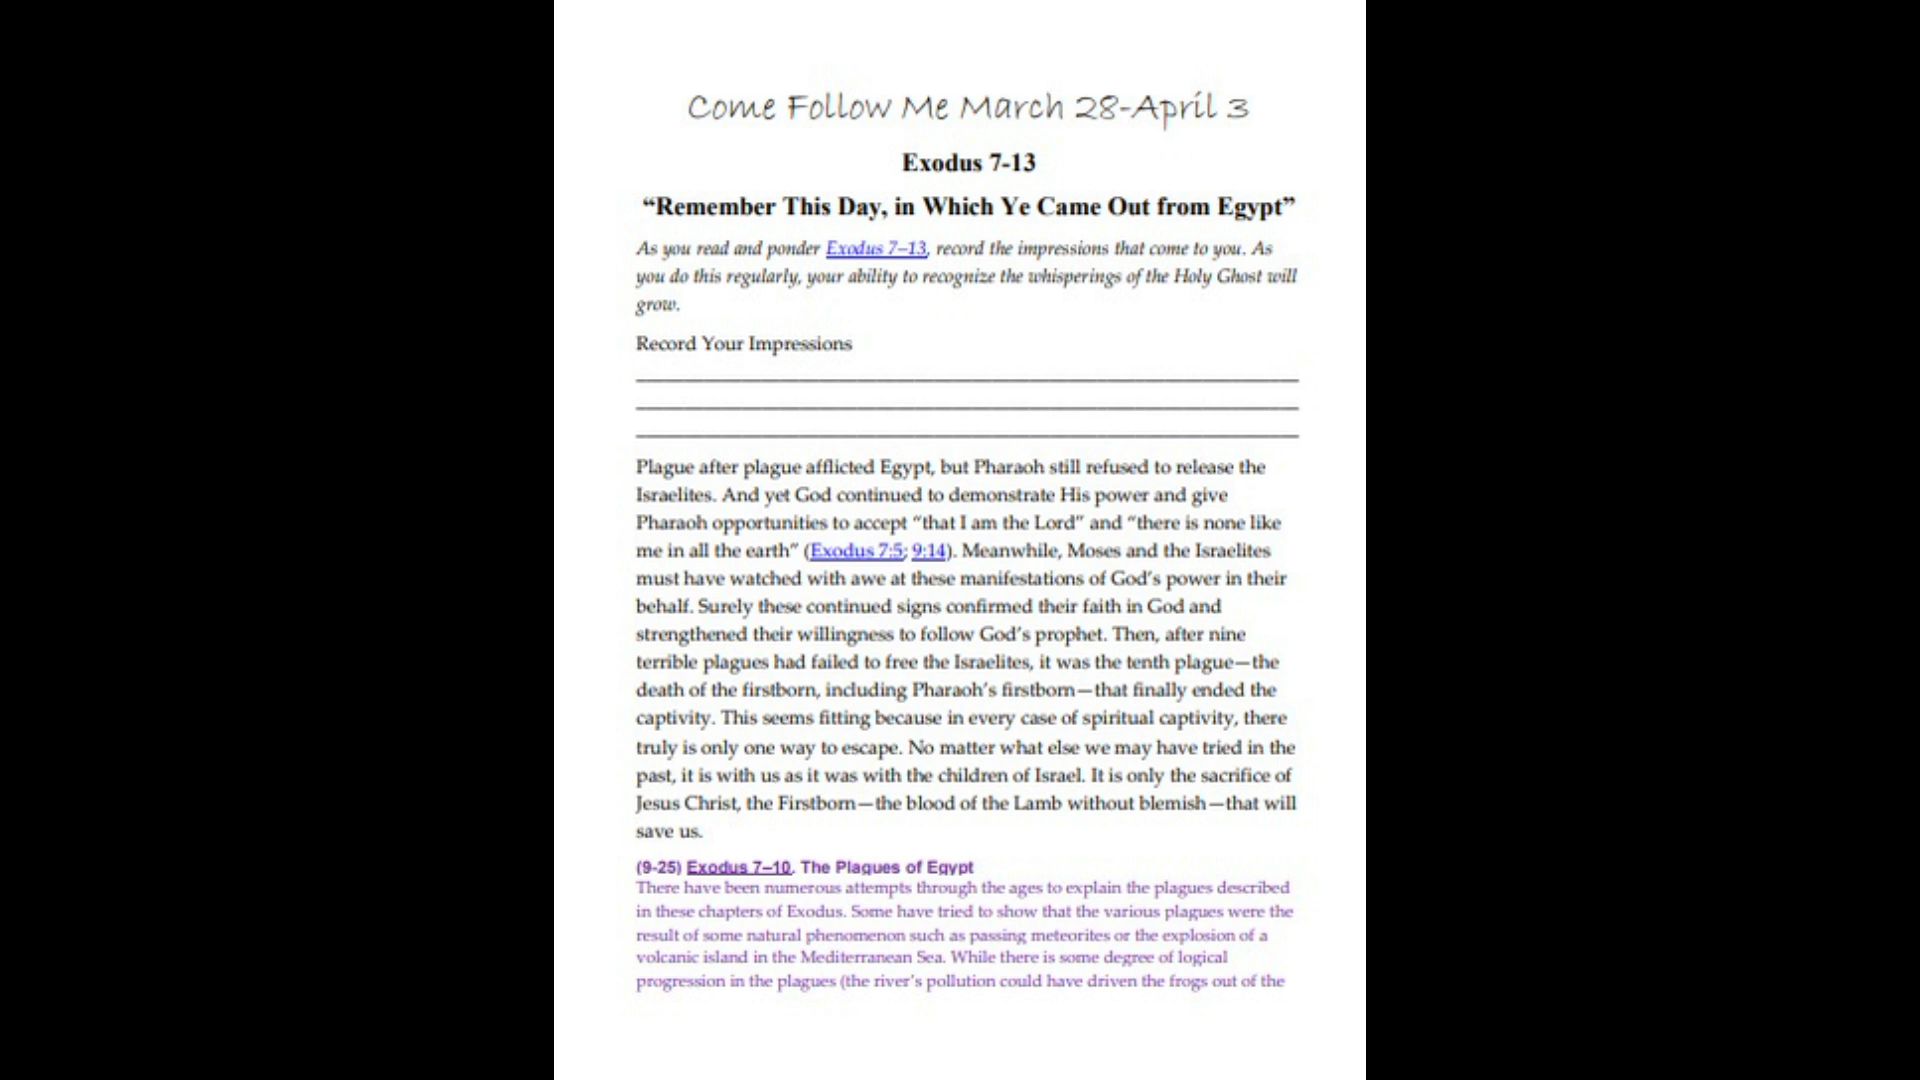 Come Follow Me March 28-April 3
Exodus 7-13
“Remember This Day, in Which Ye Came Out from Egypt”
As you read and ponder Exodus 7–13, record the impressions that come to you. As
you do this regularly, your ability to recognize the whisperings of the Holy Ghost will
grow.
Record Your Impressions
Plague after plague afflicted Egypt, but Pharaoh still refused to release the
Israelites. And yet God continued to demonstrate His power and give
Pharaoh opportunities to accept “that I am the Lord” and “there is none like
me in all the earth” (Exodus 7:5; 9:14). Meanwhile, Moses and the Israelites
must have watched with awe at these manifestations of God’s power in their
behalf. Surely these continued signs confirmed their faith in God and
strengthened their willingness to follow God’s prophet. Then, after nine
terrible plagues had failed to free the Israelites, it was the tenth plague—the
death of the firstborn, including Pharaoh’s firstborn—that finally ended the
captivity. This seems fitting because in every case of spiritual captivity, there
truly is only one way to escape. No matter what else we may have tried in the
past, it is with us as it was with the children of Israel. It is only the sacrifice of
Jesus Christ, the Firstborn—the blood of the Lamb without blemish—that will
save us.
(9-25) Exodus 7–10. The Plagues of Egypt
There have been numerous attempts through the ages to explain the plagues described
in these chapters of Exodus. Some have tried to show that the various plagues were the
result of some natural phenomenon such as passing meteorites or the explosion of a
volcanic island in the Mediterranean Sea. While there is some degree of logical
progression in the plagues (the river’s pollution could have driven the frogs out of the